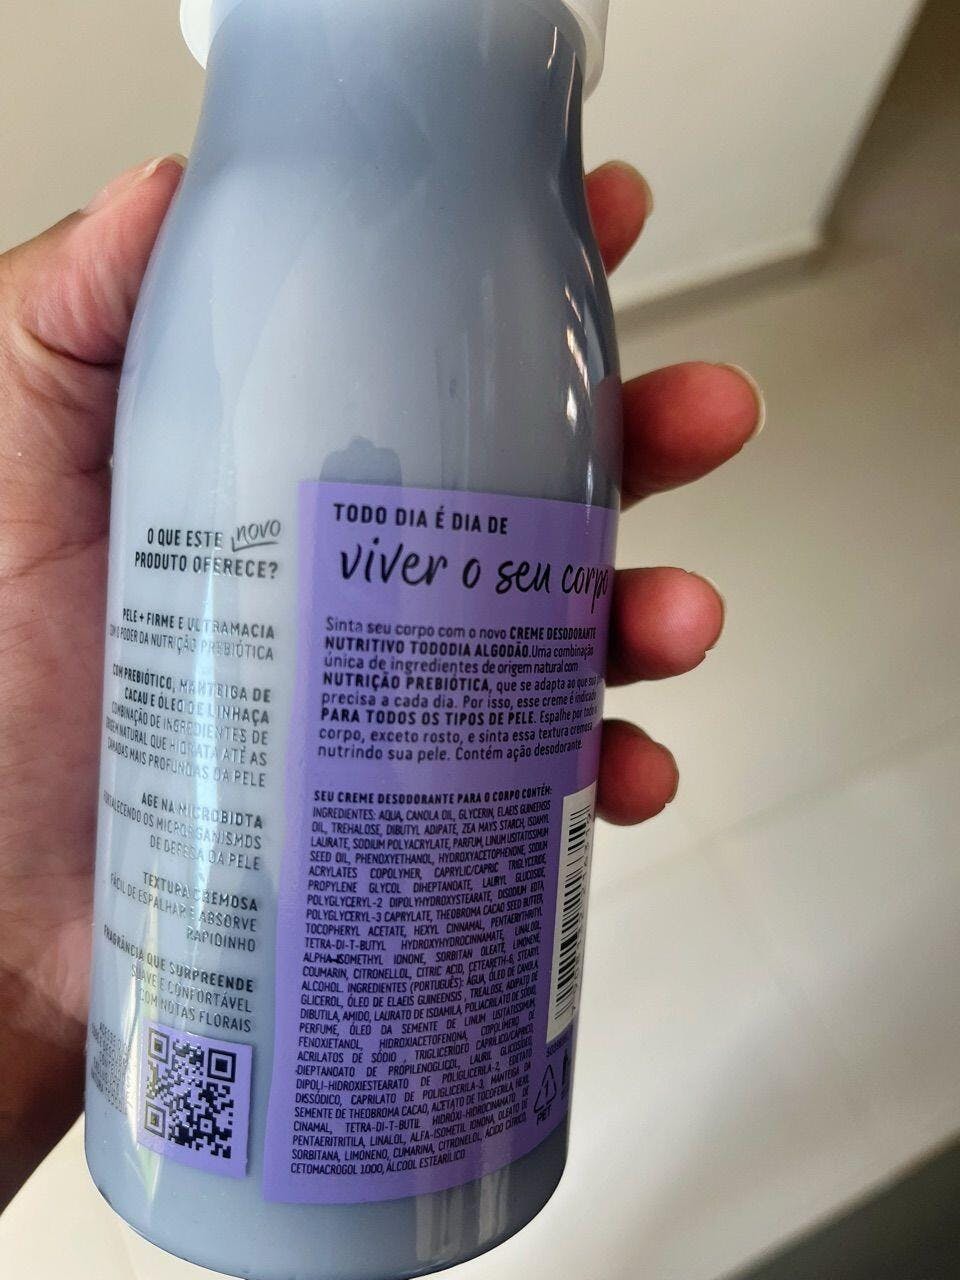 O QUE ESTE novo
PRODUTO OFERECE?
PELE + FIRME E ULTRAMACIA
COM O PODER DA NUTRIÇÃO PREBIÓTICA
COM PREBIÓTICO, MANTEIGA DE
CACAU E ÓLEO DE LINHAÇA
COMBINAÇÃO DE INGREDIENTES DE
ORIGEM NATURAL QUE HIDRATA ATÉ AS
CAMADAS MAIS PROFUNDAS DA PELE
AGE NA MICROBIOTA
FORTALECENDO OS MICRORGANISMOS
DE DEFESA DA PELE
TEXTURA CREMOSA
FÁCIL DE ESPALHAR E ABSORVE
RAPIDINHO
FRAGRÂNCIA QUE SURPREENDE
SUAVE E CONFORTÁVEL
COM NOTAS FLORAIS
TODO DIA É DIA DE
viver o seu corpo
Sinta seu corpo com o novo CREME DESODORANTE
NUTRITIVO TODODIA ALGODÃO. Uma combinação
única de ingredientes de origem natural com
NUTRIÇÃO PREBIÓTICA, que se adapta ao que sua
precisa a cada dia. Por isso, esse creme é indicado
PARA TODOS OS TIPOS DE PELE. Espalhe por todo o
corpo, exceto rosto, e sinta essa textura cremosa
nutrindo sua pele. Contém ação desodorante.
SEU CREME DESODORANTE PARA O CORPO CONTÉM:
INGREDIENTES: AQUA, CANOLA OIL, GLYCERIN, ELAEIS GUINEENSIS
OIL, TREHALOSE, DIBUTYL ADIPATE, ZEA MAYS STARCH, ISOAMYL
LAURATE, SODIUM POLYACRYLATE, PARFUM, LINUM USITATISSIMUM
SEED OIL, PHENOXYETHANOL, HYDROXYACETOPHENONE, SODIUM
ACRYLATES COPOLYMER, CAPRYLIC/CAPRIC TRIGLYCERIDE,
PROPYLENE GLYCOL DIHEPTANOATE, LAURYL GLUCOSIDE,
POLYGLYCERYL-2 DIPOLYHYDROXYSTEARATE, DISODIUM EDTA,
POLYGLYCERYL-3 CAPRYLATE, THEOBROMA CACAO SEED BUTTER,
TOCOPHERYL ACETATE, HEXYL CINNAMAL, PENTAERYTHRITYL
TETRA-DI-T-BUTYL HYDROXYHYDROCINNAMATE, LINALOOL,
ALPHA-ISOMETHYL IONONE, SORBITAN OLEATE, LIMONENE,
COUMARIN, CITRONELLOL, CITRIC ACID, CETEARETH-6, STEARYL
ALCOHOL. INGREDIENTES (PORTUGUÊS): ÁGUA, ÓLEO DE CANOLA,
GLICEROL, ÓLEO DE ELAEIS GUINEENSIS, TREALOSE, ADIPATO DE
DIBUTILA, AMIDO, LAURATO DE ISOAMILA, POLIACRILATO DE SÓDIO,
PERFUME, ÓLEO DA SEMENTE DE LINUM USITATISSIMUM,
FENOXIETANOL, HIDROXIACETOFENONA, COPOLÍMERO DE
ACRILATOS DE SÓDIO, TRIGLICERÍDEO CAPRÍLICO/CÁPRICO,
DIEPTANOATO DE PROPILENOGLICOL, LAURIL GLICOSÍDEO,
DIPOLI-HIDROXIESTEARATO DE POLIGLICERILA-2, EDETATO
DISSÓDICO, CAPRILATO DE POLIGLICERILA-3, MANTEIGA DA
SEMENTE DE THEOBROMA CACAO, ACETATO DE TOCOFERILA, HEXIL
CINAMAL, TETRA-DI-T-BUTIL HIDROXI-HIDROCINAMATO DE
PENTAERITRITILA, LINALOL, ALFA-ISOMETIL IONONA, OLEATO DE
SORBITANA, LIMONENO, CUMARINA, CITRONELOL, ÁCIDO CÍTRICO,
CETOMACROGOL 1000, ÁLCOOL ESTEARÍLICO
1
PET